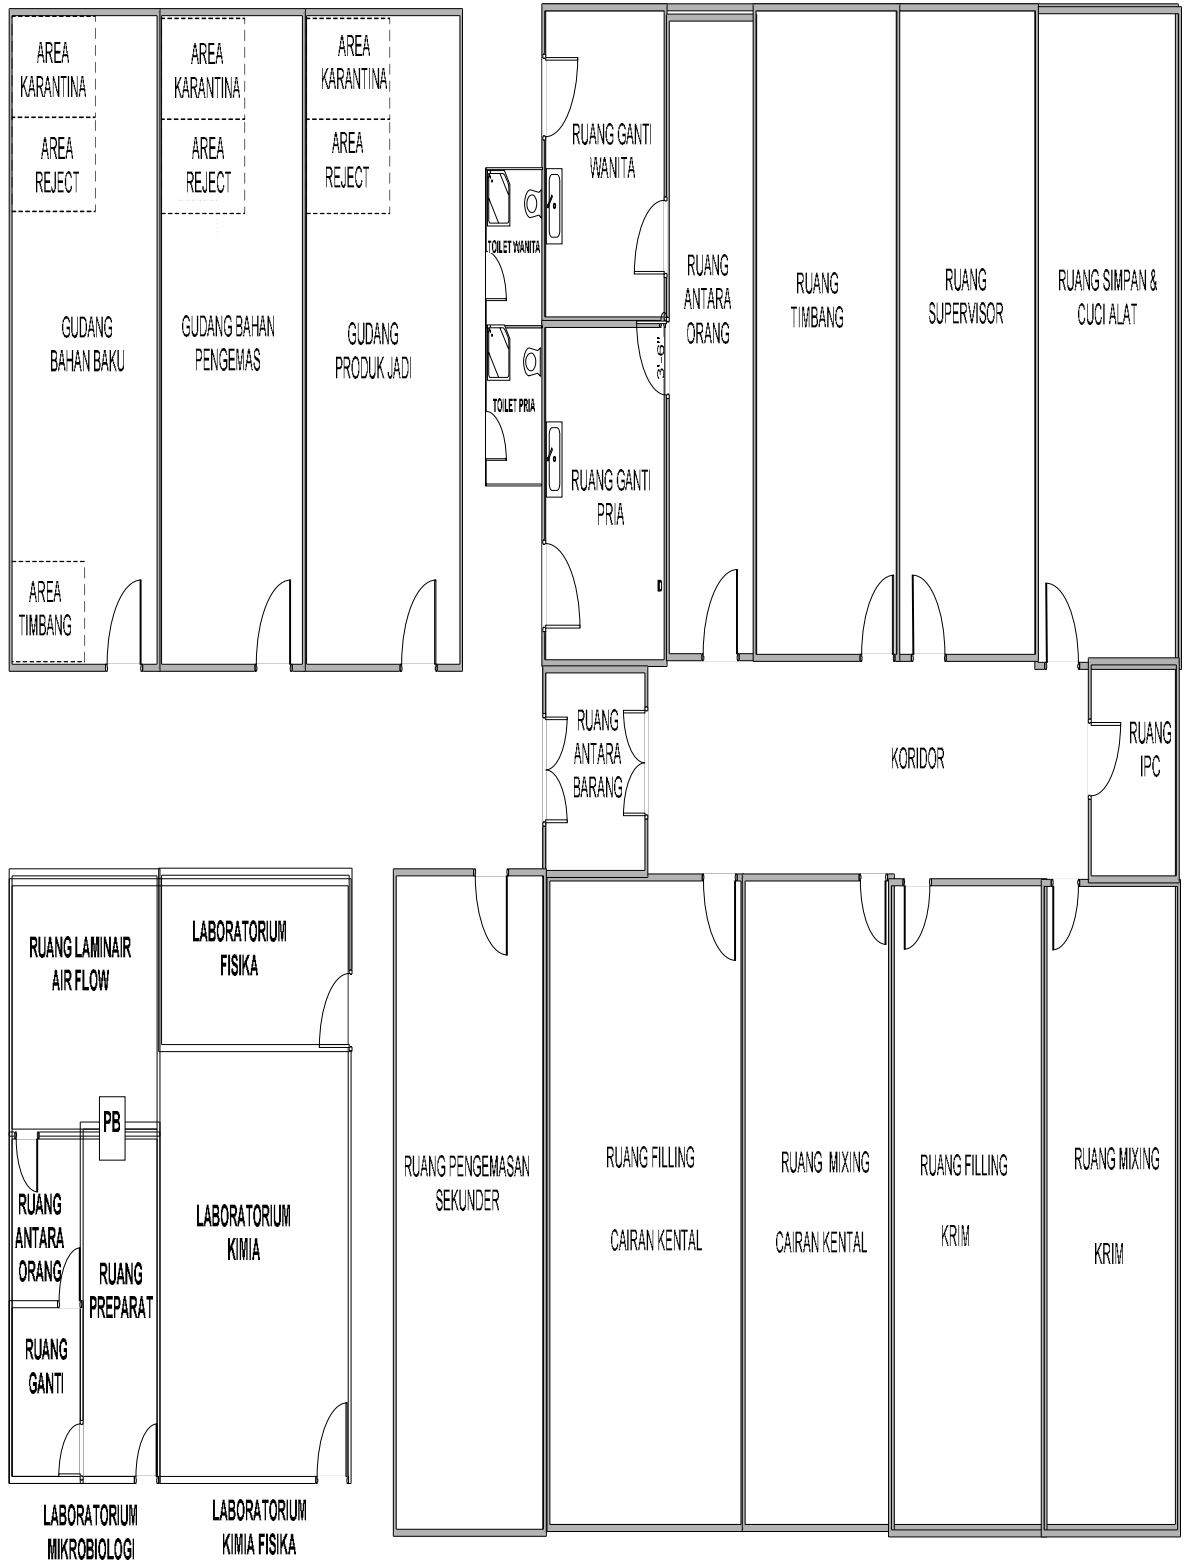 AREA
KARANTINA
AREA
REJECT
GUDANG
BAHAN BAKU
AREA
TIMBANG
AREA
KARANTINA
AREA
REJECT
GUDANG BAHAN
PENGEMAS
AREA
KARANTINA
AREA
REJECT
GUDANG
PRODUK JADI
TOILET WANITA
TOILET PRIA
RUANG GANTI
WANITA
3'-6"
RUANG GANTI
PRIA
RUANG
ANTARA
ORANG
RUANG
TIMBANG
RUANG
SUPERVISOR
RUANG SIMPAN &
CUCI ALAT
RUANG
ANTARA
BARANG
KORIDOR
RUANG
IPC
RUANG LAMINAIR
AIR FLOW
LABORATORIUM
FISIKA
PB
RUANG
ANTARA
ORANG
RUANG
PREPARAT
RUANG
GANTI
LABORATORIUM
KIMIA
LABORATORIUM
MIKROBIOLOGI
LABORATORIUM
KIMIA FISIKA
RUANG PENGEMASAN
SEKUNDER
RUANG FILLING
CAIRAN KENTAL
RUANG MIXING
CAIRAN KENTAL
RUANG FILLING
KRIM
RUANG MIXING
KRIM